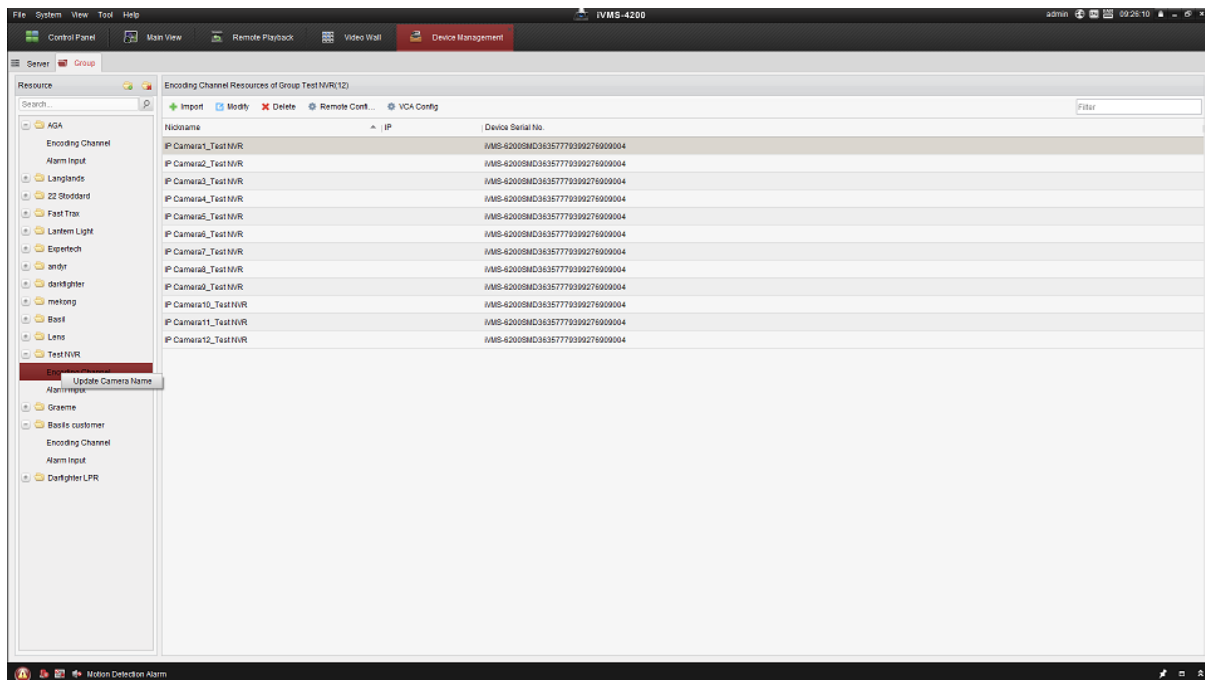 File System View Tool Help iVMS-4200 admin 09:26:10
Control Panel Main View Remote Playback Video Wall Device Management
Server Group
Resource Encoding Channel Resources of Group Test NVR(12)
Search... Import Modify Delete Remote Confi... VCA Config Filter
Nickname IP Device Serial No.
AGA
Encoding Channel
Alarm Input
Langlands
22 Stoddard
Fast Trax
Lantern Light
Expertech
andyr
darkfighter
mekong
Basil
Lens
Test NVR
Encoding Channel
Update Camera Name
Alarm Input
Graeme
Basils customer
Encoding Channel
Alarm Input
Darfighter LPR
IP Camera1_Test NVR iVMS-6200SMD36357779399276909004
IP Camera2_Test NVR iVMS-6200SMD36357779399276909004
IP Camera3_Test NVR iVMS-6200SMD36357779399276909004
IP Camera4_Test NVR iVMS-6200SMD36357779399276909004
IP Camera5_Test NVR iVMS-6200SMD36357779399276909004
IP Camera6_Test NVR iVMS-6200SMD36357779399276909004
IP Camera7_Test NVR iVMS-6200SMD36357779399276909004
IP Camera8_Test NVR iVMS-6200SMD36357779399276909004
IP Camera9_Test NVR iVMS-6200SMD36357779399276909004
IP Camera10_Test NVR iVMS-6200SMD36357779399276909004
IP Camera11_Test NVR iVMS-6200SMD36357779399276909004
IP Camera12_Test NVR iVMS-6200SMD36357779399276909004
Motion Detection Alarm